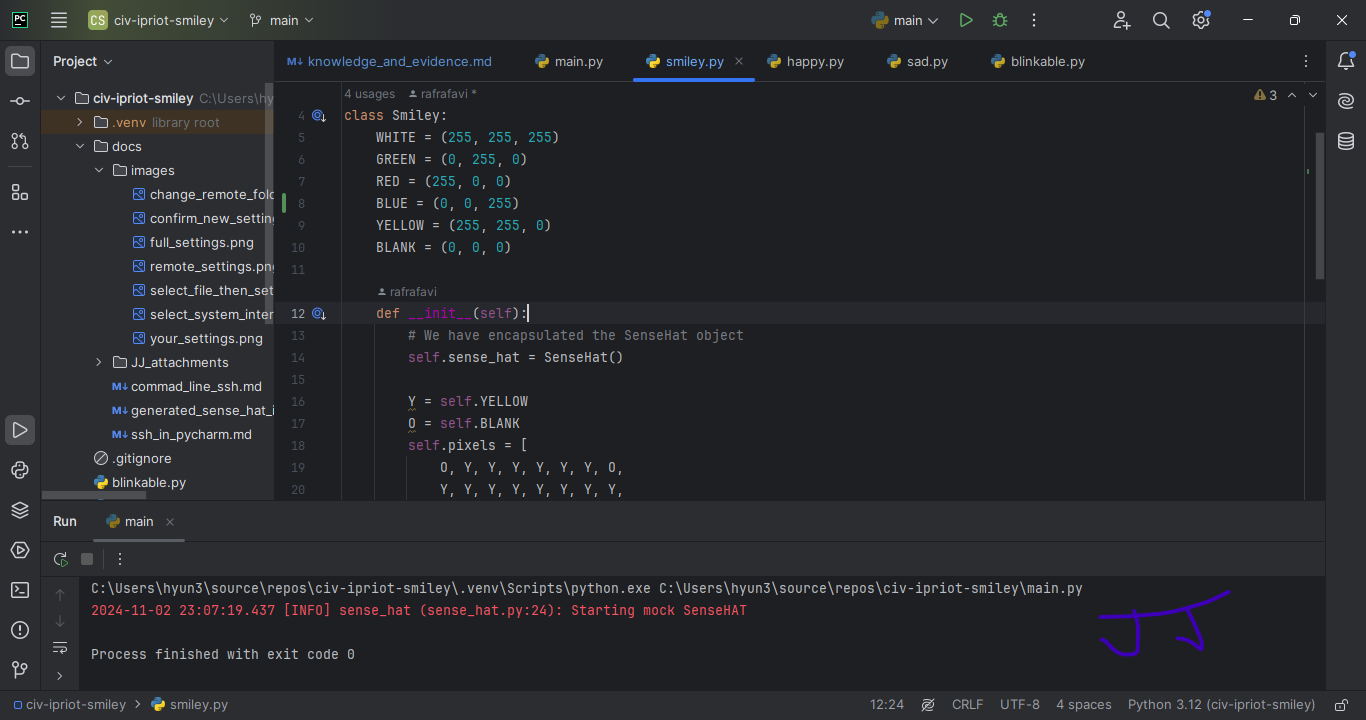 PC
CS civ-ipriot-smiley main main
Project
knowledge_and_evidence.md main.py smiley.py happy.py sad.py blinkable.py
civ-ipriot-smiley C:\Users\hy
.venv library root
docs
images
change_remote_fold
confirm_new_setting
full_settings.png
remote_settings.png
select_file_then_set
select_system_inter
your_settings.png
JJ_attachments
M↓ commad_line_ssh.md
M↓ generated_sense_hat_i
M↓ ssh_in_pycharm.md
.gitignore
blinkable.py
4 usages rafrafavi *
3
4 class Smiley:
5 WHITE = (255, 255, 255)
6 GREEN = (0, 255, 0)
7 RED = (255, 0, 0)
8 BLUE = (0, 0, 255)
9 YELLOW = (255, 255, 0)
10 BLANK = (0, 0, 0)
11
rafrafavi
12 def __init__(self):
13 # We have encapsulated the SenseHat object
14 self.sense_hat = SenseHat()
15
16 Y = self.YELLOW
17 O = self.BLANK
18 self.pixels = [
19 O, Y, Y, Y, Y, Y, Y, O,
20 Y, Y, Y, Y, Y, Y, Y, Y,
Run main
C:\Users\hyun3\source\repos\civ-ipriot-smiley\.venv\Scripts\python.exe C:\Users\hyun3\source\repos\civ-ipriot-smiley\main.py
2024-11-02 23:07:19.437 [INFO] sense_hat (sense_hat.py:24): Starting mock SenseHAT
Process finished with exit code 0
JJ
civ-ipriot-smiley > smiley.py
12:24 CRLF UTF-8 4 spaces Python 3.12 (civ-ipriot-smiley)